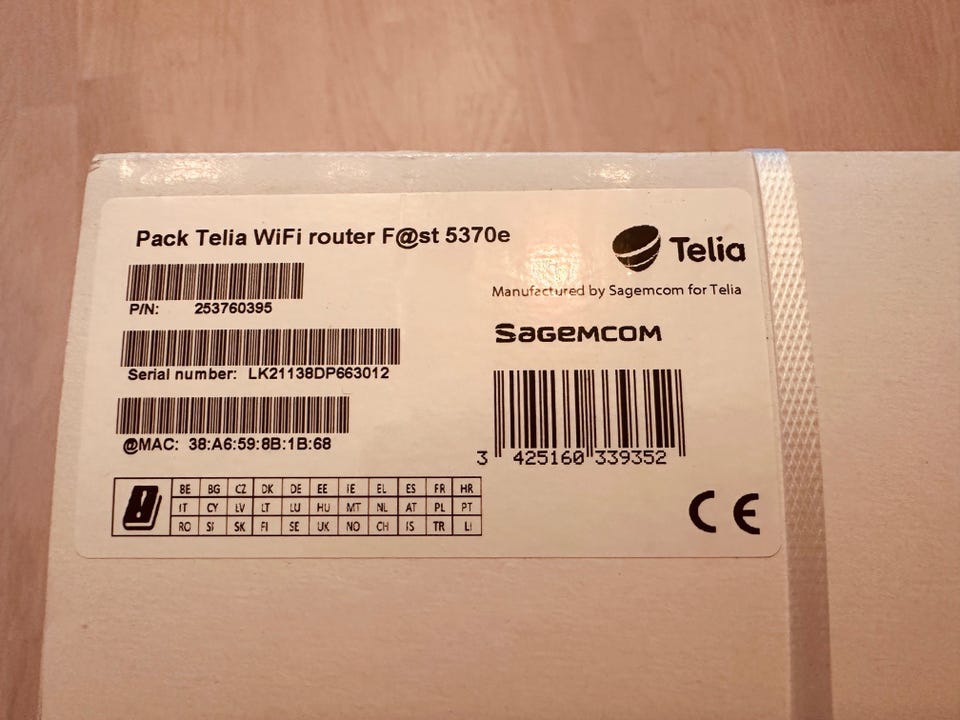 Pack Telia WiFi router F@st 5370e
Telia
P/N: 253760395
Manufactured by Sagemcom for Telia
SAGEMCOM
Serial number: LK21138DP663012
@MAC: 38:A6:59:8B:1B:68
3 425160 339352
! BE BG CZ DK DE EE IE EL ES FR HR
IT CY LV LT LU HU MT NL AT PL PT
RO SI SK FI SE UK NO CH IS TR LI
CE